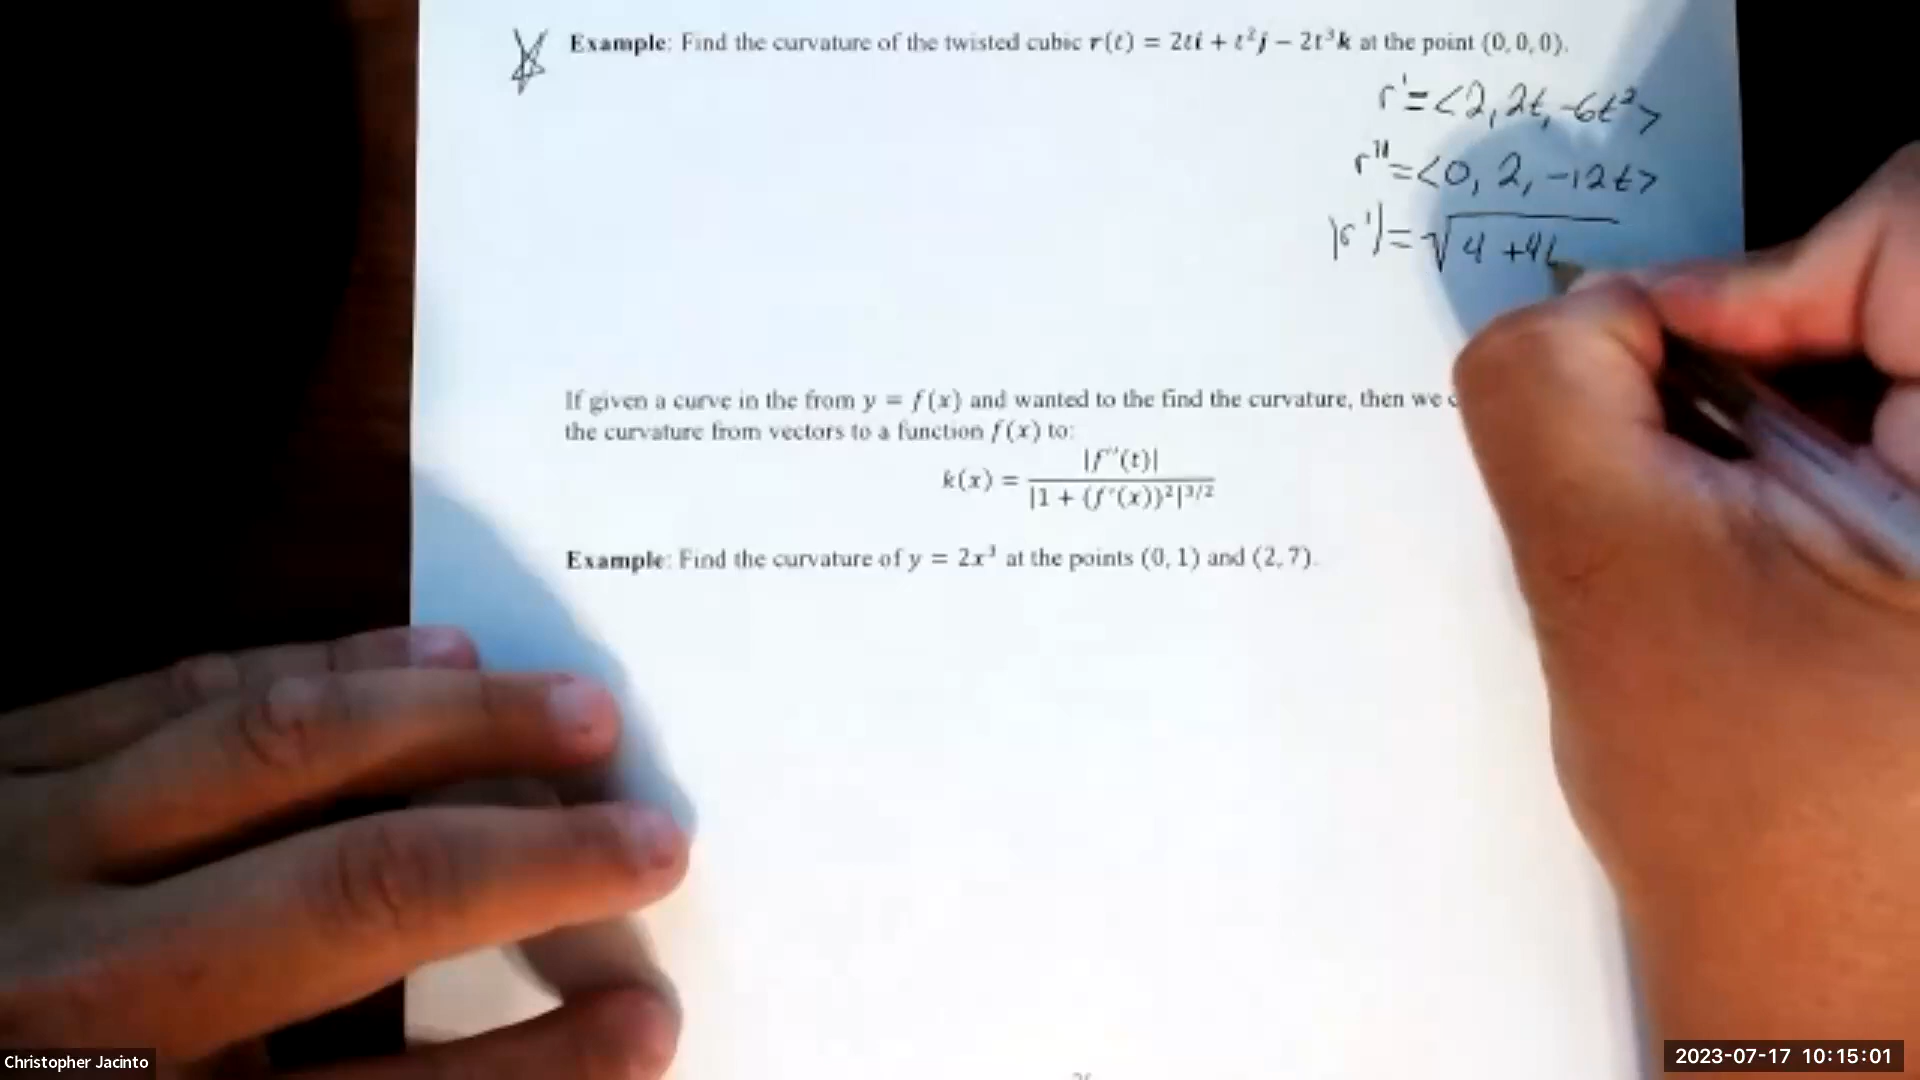 Example: Find the curvature of the twisted cubic r(t) = 2ti + t²j − 2t³k at the point (0, 0, 0).
r' = <2, 2t, -6t²>
r'' = <0, 2, -12t>
|r'| = √4 + 4t
If given a curve in the from y = f(x) and wanted to the find the curvature, then we
the curvature from vectors to a function f(x) to:
k(x) = |f''(t)| / |1 + (f'(x))²|^3/2
Example: Find the curvature of y = 2x³ at the points (0, 1) and (2, 7).
Christopher Jacinto
2023-07-17 10:15:01